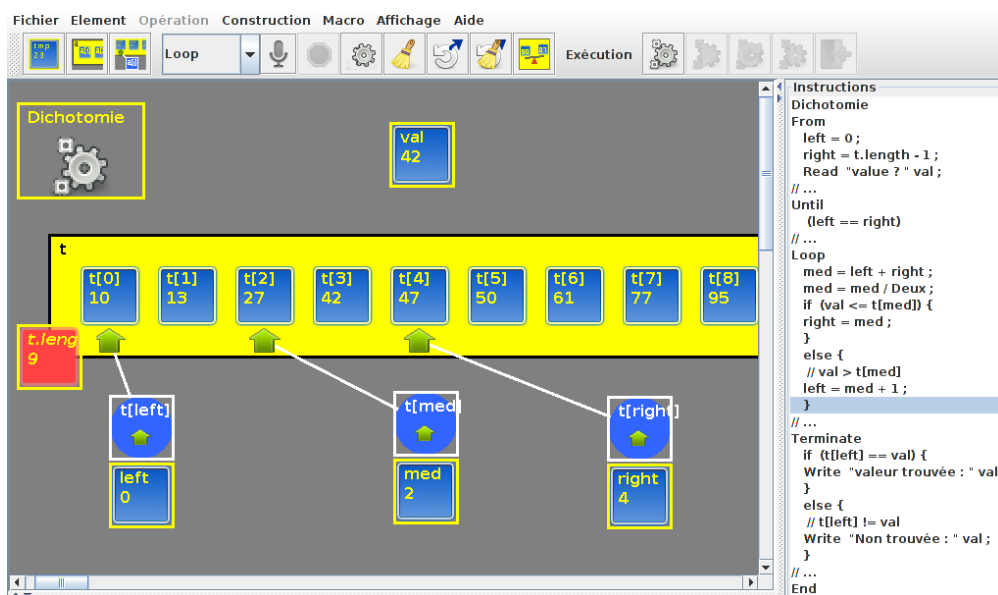 Fichier Element Opération Construction Macro Affichage Aide
tmp
23
Loop
Exécution
Dichotomie
val
42
t
t[0]
10
t[1]
13
t[2]
27
t[3]
42
t[4]
47
t[5]
50
t[6]
61
t[7]
77
t[8]
95
t.leng
9
t[left]
left
0
t[med]
med
2
t[right]
right
4
Instructions
Dichotomie
From
left = 0 ;
right = t.length - 1 ;
Read "value ? " val ;
// ...
Until
(left == right)
// ...
Loop
med = left + right ;
med = med / Deux ;
if (val <= t[med]) {
right = med ;
}
else {
// val > t[med]
left = med + 1 ;
}
// ...
Terminate
if (t[left] == val) {
Write "valeur trouvée : " val
}
else {
// t[left] != val
Write "Non trouvée : " val ;
}
// ...
End